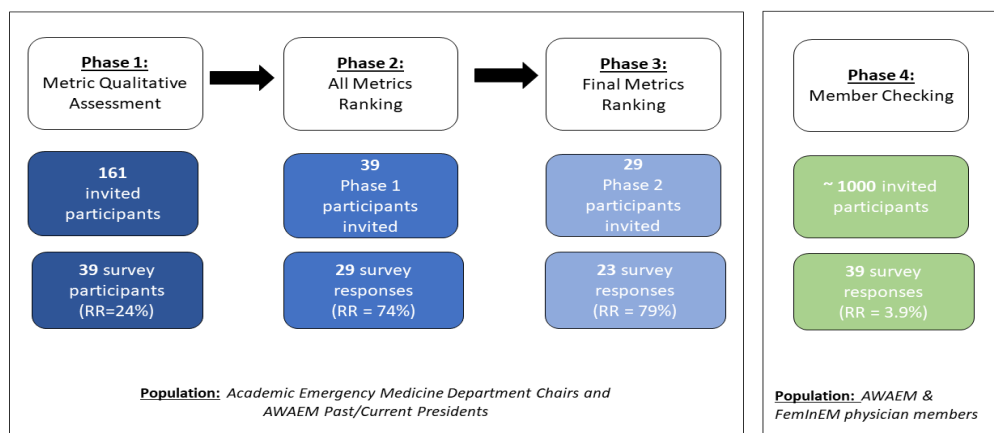 Phase 1:
Metric Qualitative
Assessment
Phase 2:
All Metrics
Ranking
Phase 3:
Final Metrics
Ranking
Phase 4:
Member Checking
161
invited
participants
39
Phase 1
participants
invited
29
Phase 2
participants
invited
~ 1000 invited
participants
39 survey
participants
(RR=24%)
29 survey
responses
(RR = 74%)
23 survey
responses
(RR = 79%)
39 survey
responses
(RR = 3.9%)
Population: Academic Emergency Medicine Department Chairs and
AWAEM Past/Current Presidents
Population: AWAEM &
FemInEM physician members